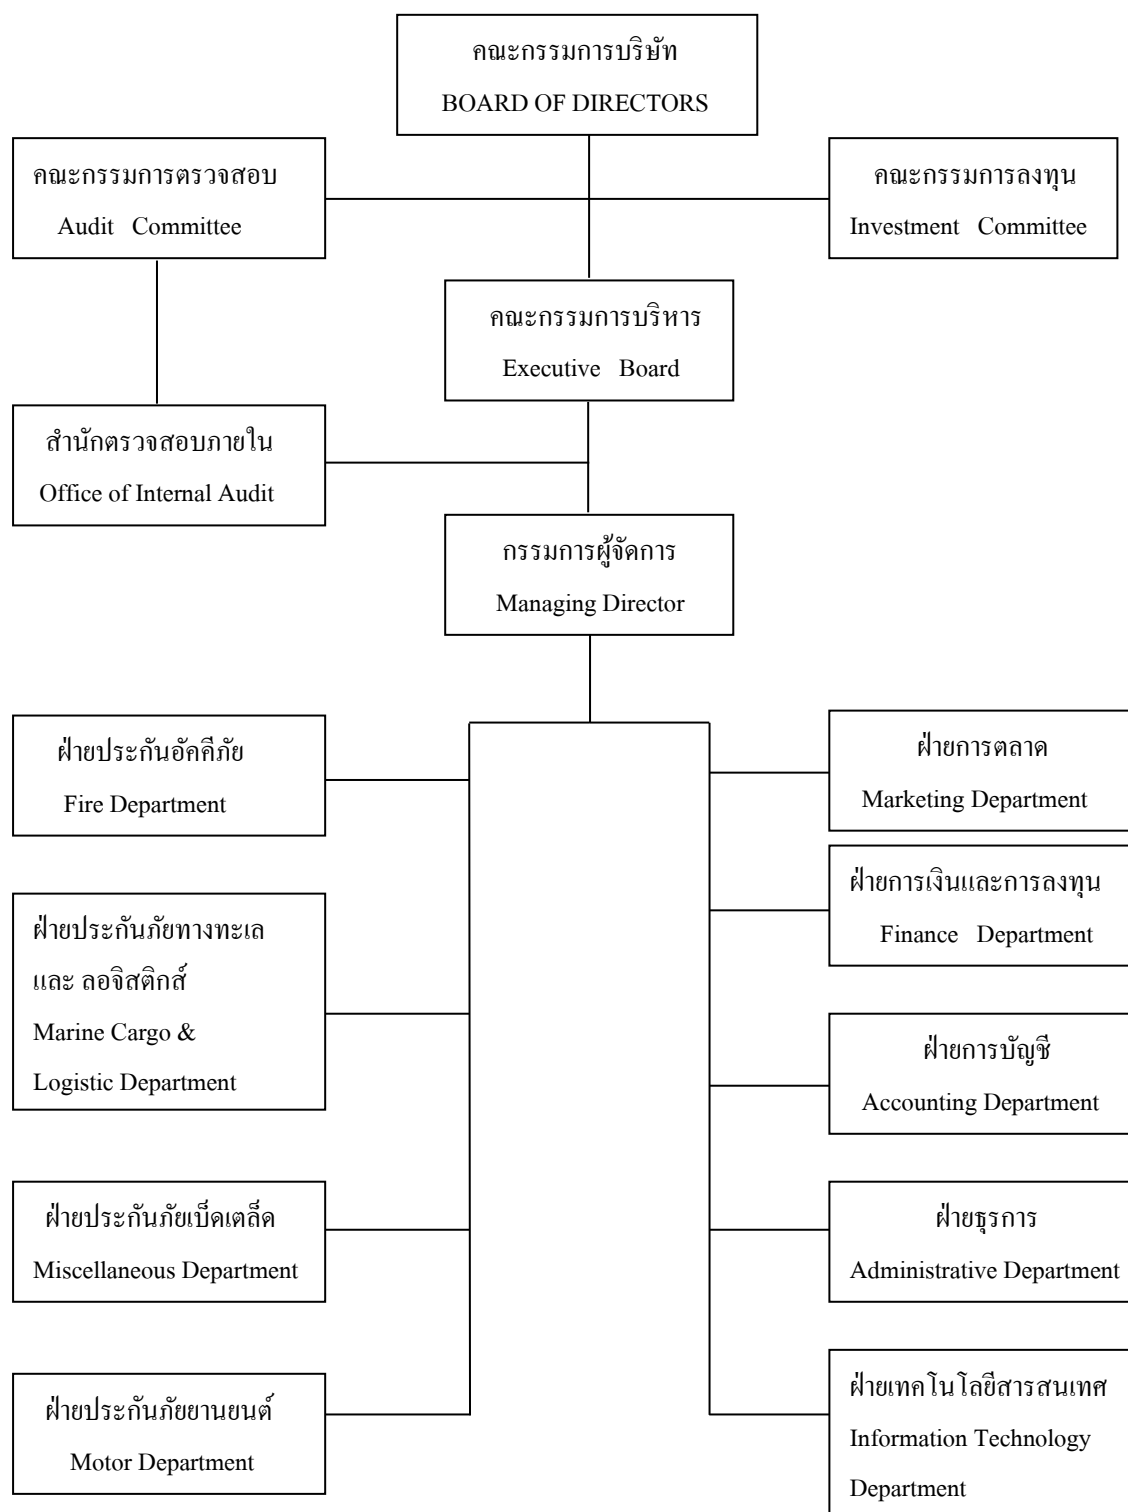 คณะกรรมการบริษัท
BOARD OF DIRECTORS
คณะกรรมการตรวจสอบ
Audit Committee
คณะกรรมการลงทุน
Investment Committee
คณะกรรมการบริหาร
Executive Board
สำนักตรวจสอบภายใน
Office of Internal Audit
กรรมการผู้จัดการ
Managing Director
ฝ่ายประกันอัคคีภัย
Fire Department
ฝ่ายการตลาด
Marketing Department
ฝ่ายการเงินและการลงทุน
Finance Department
ฝ่ายประกันภัยทางทะเล
และ ลอจิสติกส์
Marine Cargo &
Logistic Department
ฝ่ายการบัญชี
Accounting Department
ฝ่ายประกันภัยเบ็ดเตล็ด
Miscellaneous Department
ฝ่ายธุรการ
Administrative Department
ฝ่ายประกันภัยยานยนต์
Motor Department
ฝ่ายเทคโนโลยีสารสนเทศ
Information Technology
Department